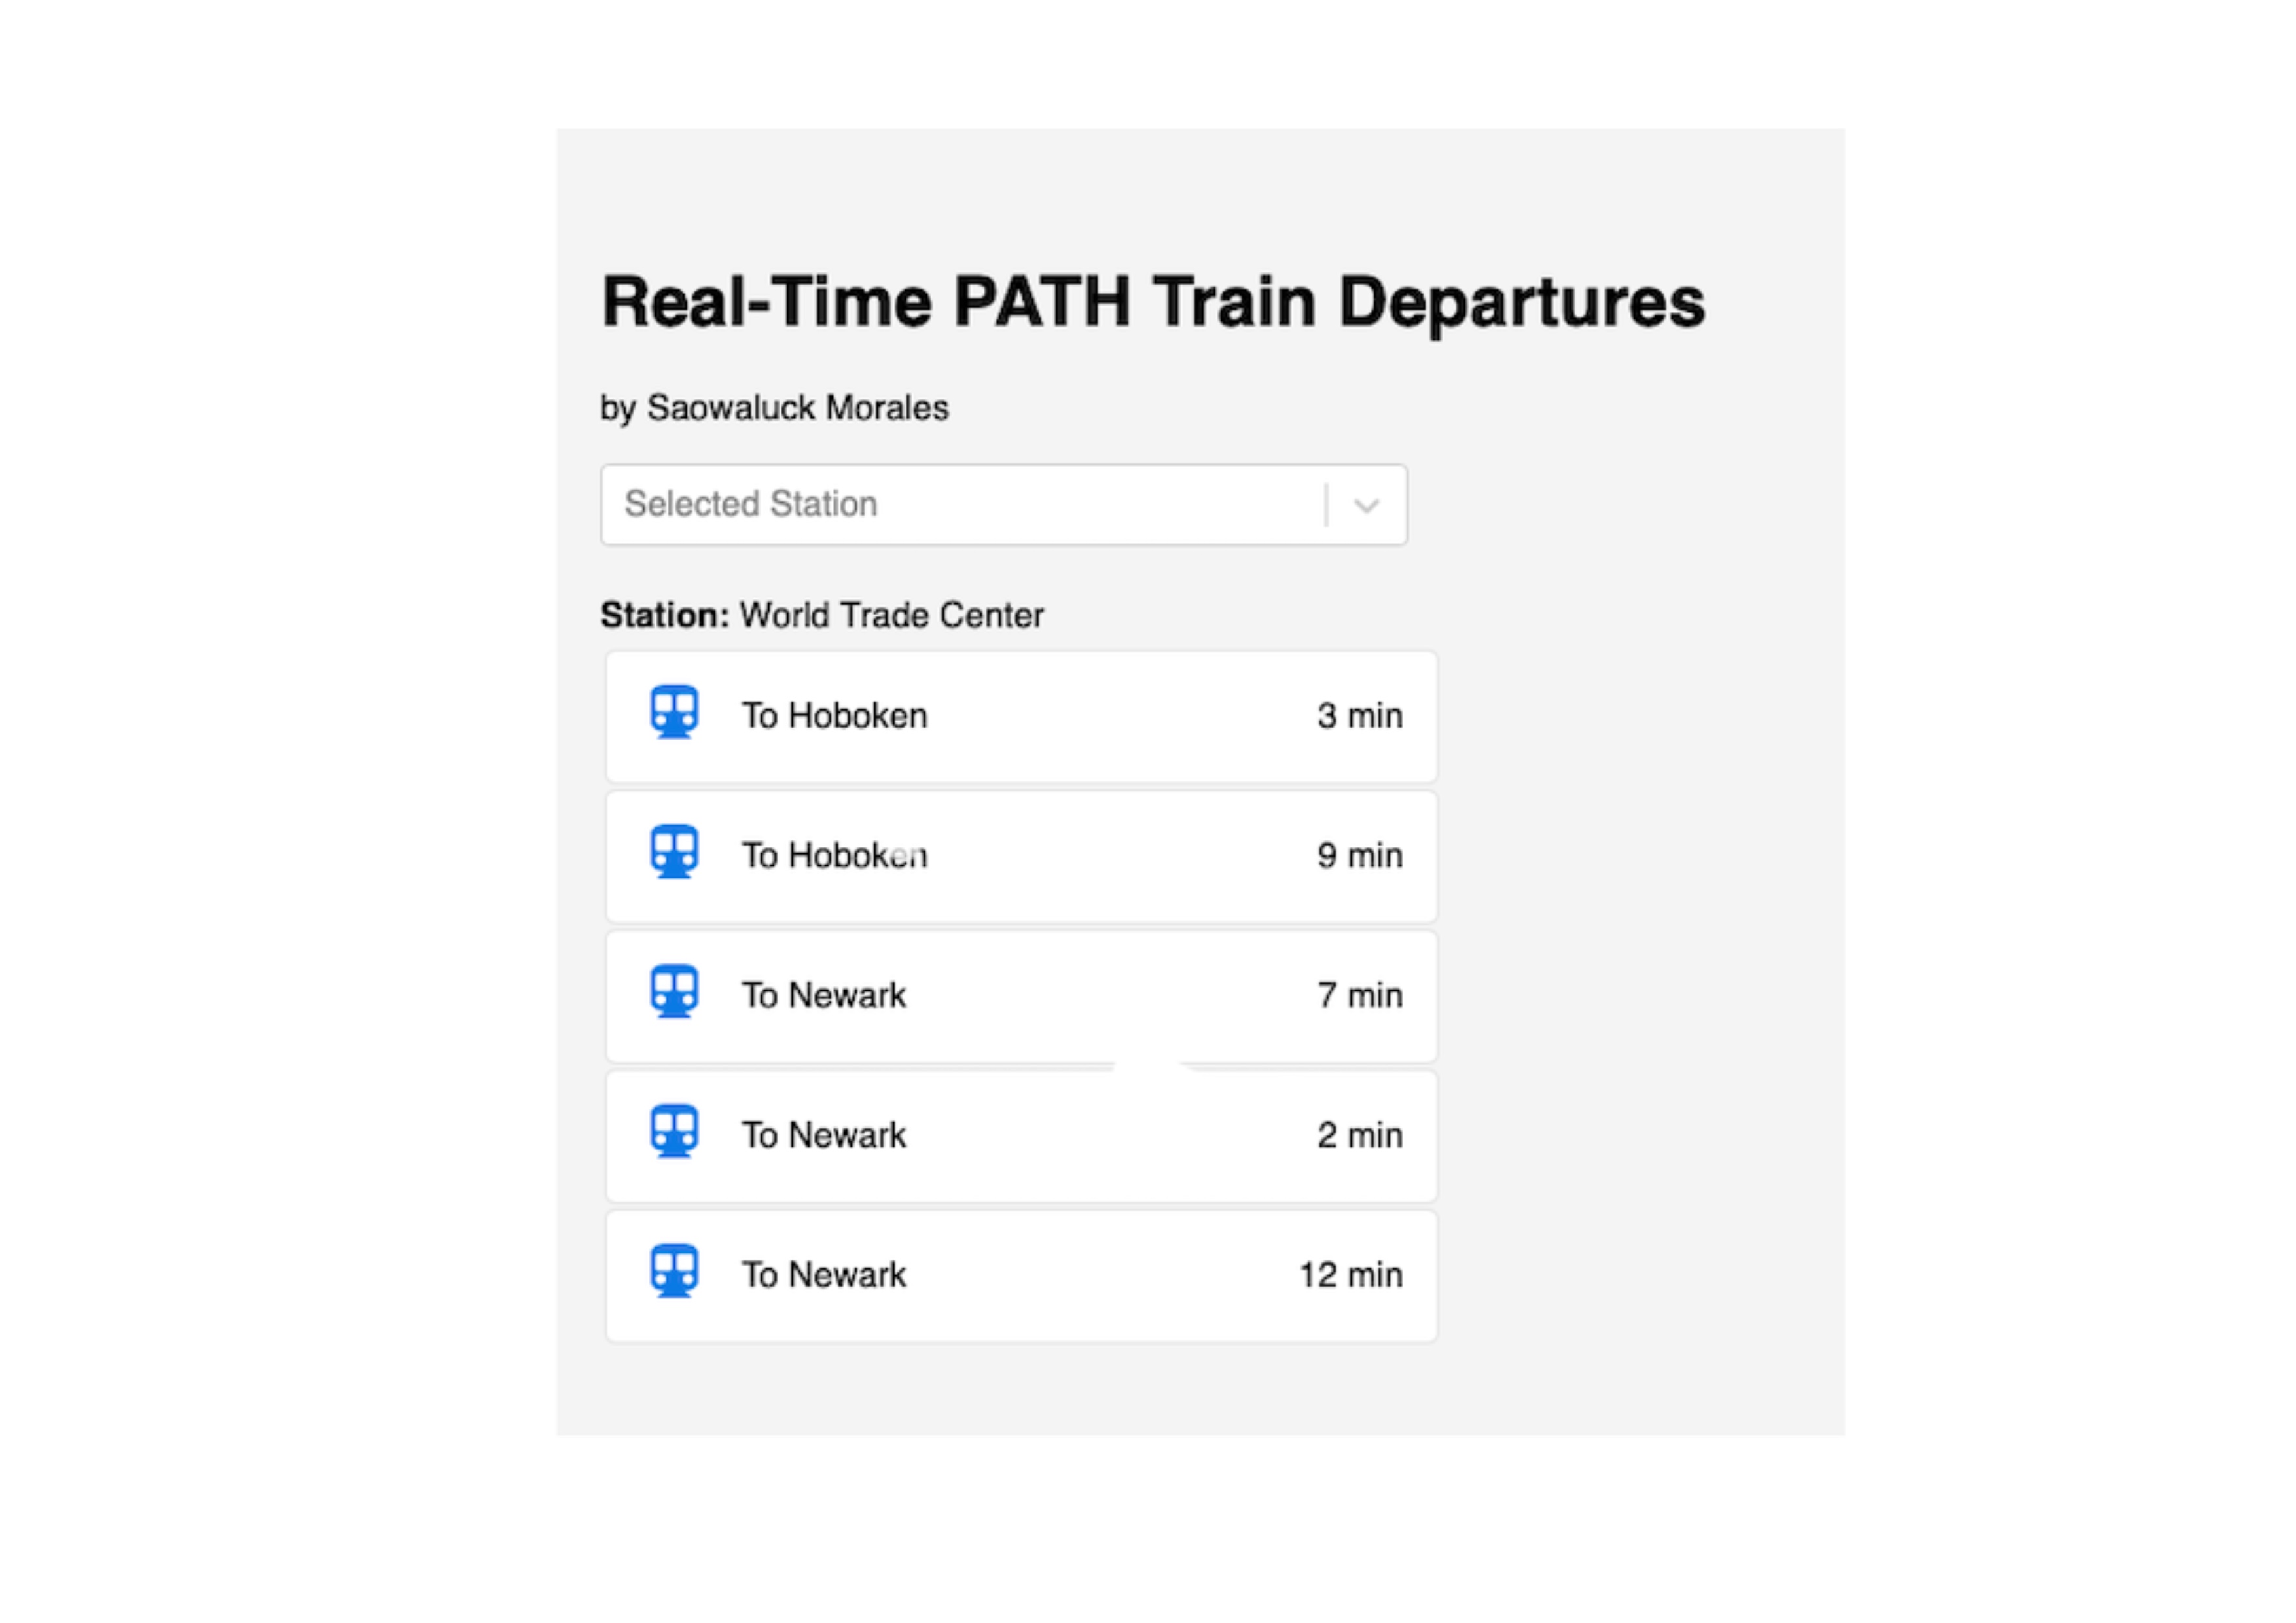 Real-Time PATH Train Departures
by Saowaluck Morales
Selected Station
Station: World Trade Center
To Hoboken 3 min
To Hoboken 9 min
To Newark 7 min
To Newark 2 min
To Newark 12 min